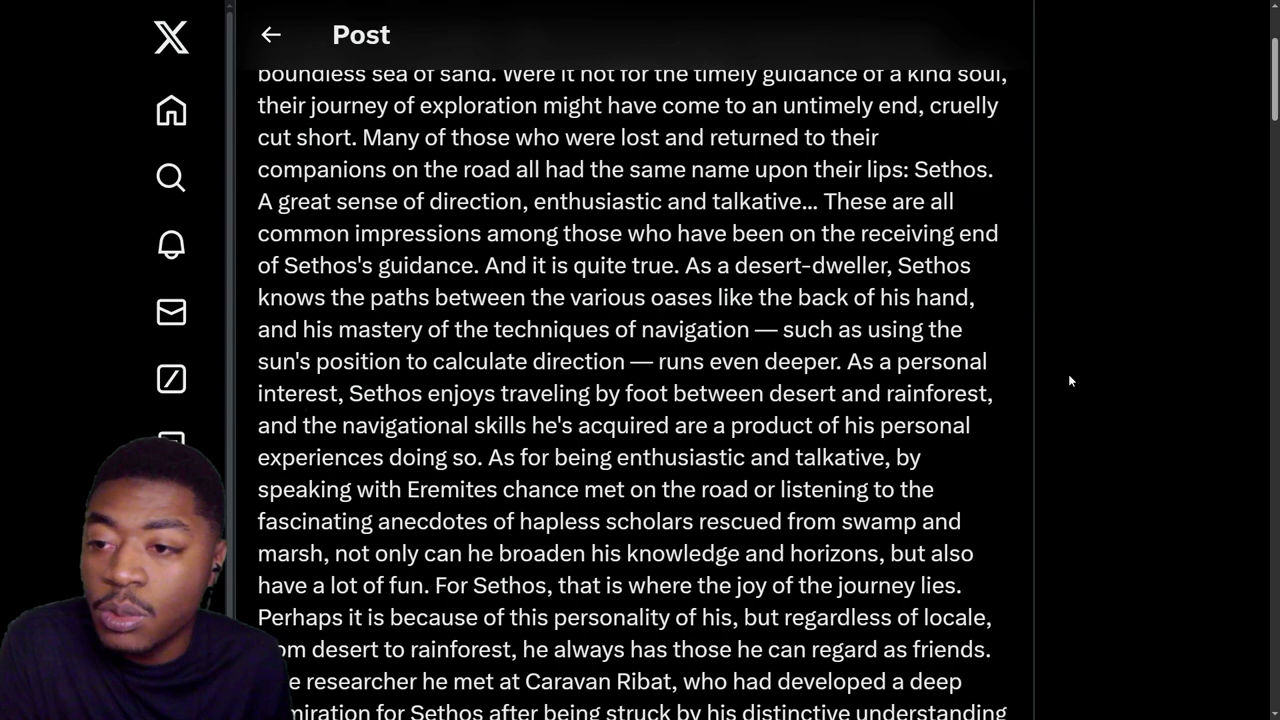 Post
boundless sea of sand. Were it not for the timely guidance of a kind soul,
their journey of exploration might have come to an untimely end, cruelly
cut short. Many of those who were lost and returned to their
companions on the road all had the same name upon their lips: Sethos.
A great sense of direction, enthusiastic and talkative... These are all
common impressions among those who have been on the receiving end
of Sethos's guidance. And it is quite true. As a desert-dweller, Sethos
knows the paths between the various oases like the back of his hand,
and his mastery of the techniques of navigation — such as using the
sun's position to calculate direction — runs even deeper. As a personal
interest, Sethos enjoys traveling by foot between desert and rainforest,
and the navigational skills he's acquired are a product of his personal
experiences doing so. As for being enthusiastic and talkative, by
speaking with Eremites chance met on the road or listening to the
fascinating anecdotes of hapless scholars rescued from swamp and
marsh, not only can he broaden his knowledge and horizons, but also
have a lot of fun. For Sethos, that is where the joy of the journey lies.
Perhaps it is because of this personality of his, but regardless of locale,
om desert to rainforest, he always has those he can regard as friends.
e researcher he met at Caravan Ribat, who had developed a deep
miration for Sethos after being struck by his distinctive understanding